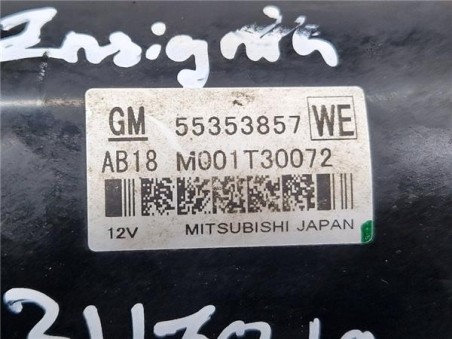 Insignia
GM 55353857 WE
AB18 M001T30072
12V MITSUBISHI JAPAN